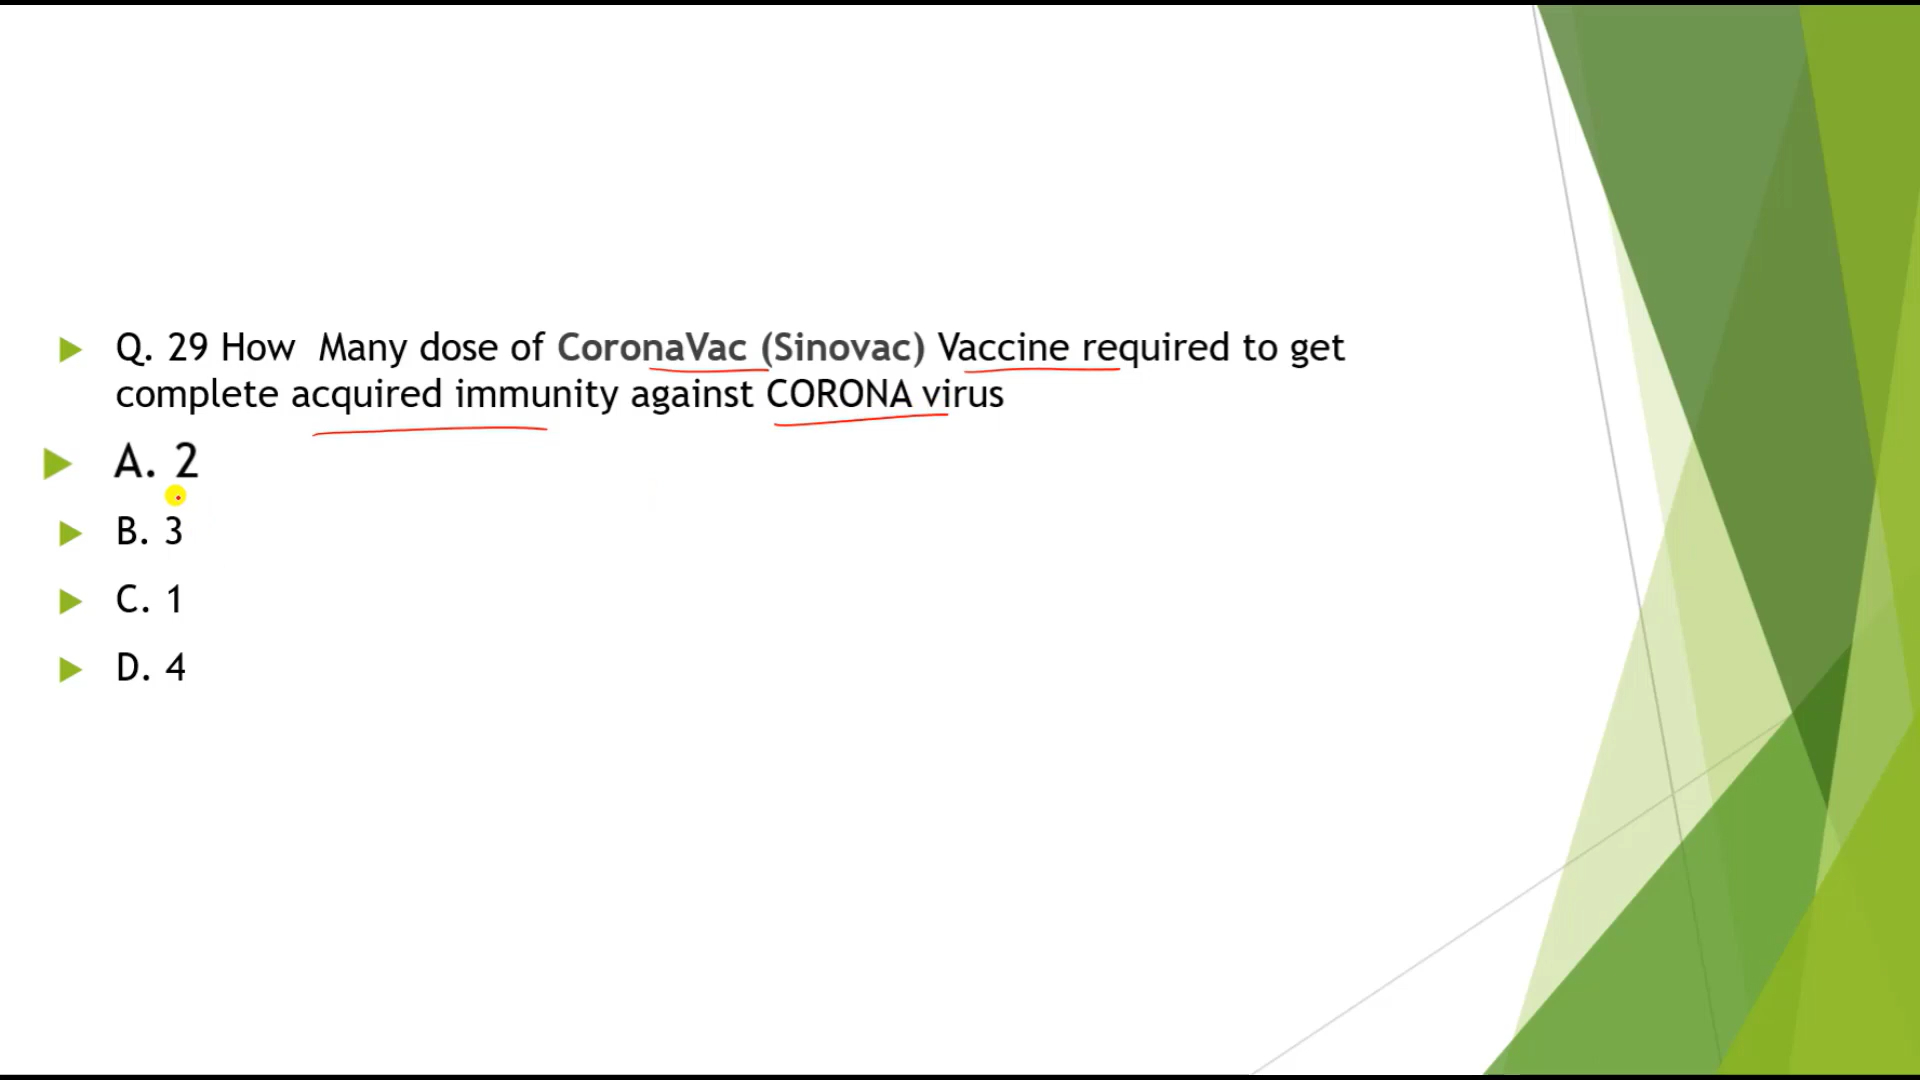 Q. 29 How Many dose of CoronaVac (Sinovac) Vaccine required to get
complete acquired immunity against CORONA virus
A. 2
B. 3
C. 1
D. 4